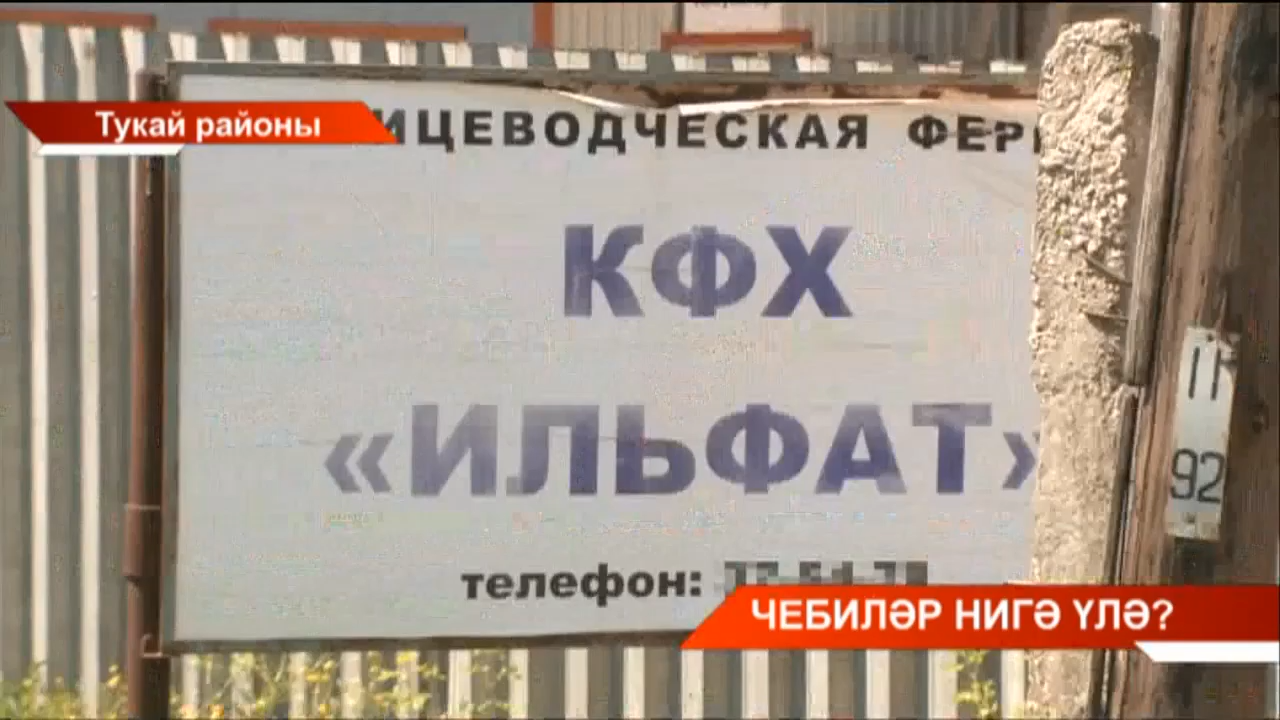 Тукай районы
ИЦЕВОДЧЕСКАЯ ФЕР
КФХ
«ИЛЬФАТ»
телефон:
ЧЕБИЛӘР НИГӘ ҮЛӘ?
11
92